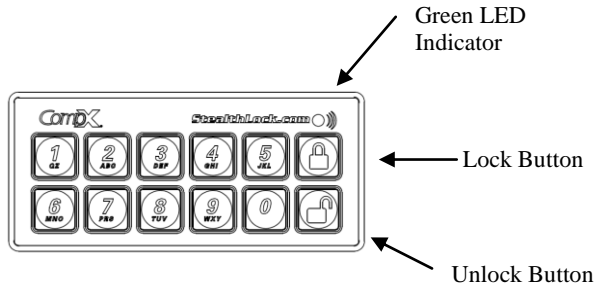 Green LED
Indicator
CompX
StealthLock.com
1 2 3 4 5
QZ ABC DEF GHI JKL
Lock Button
6 7 8 9 0
MNO PRS TUV WXY
Unlock Button